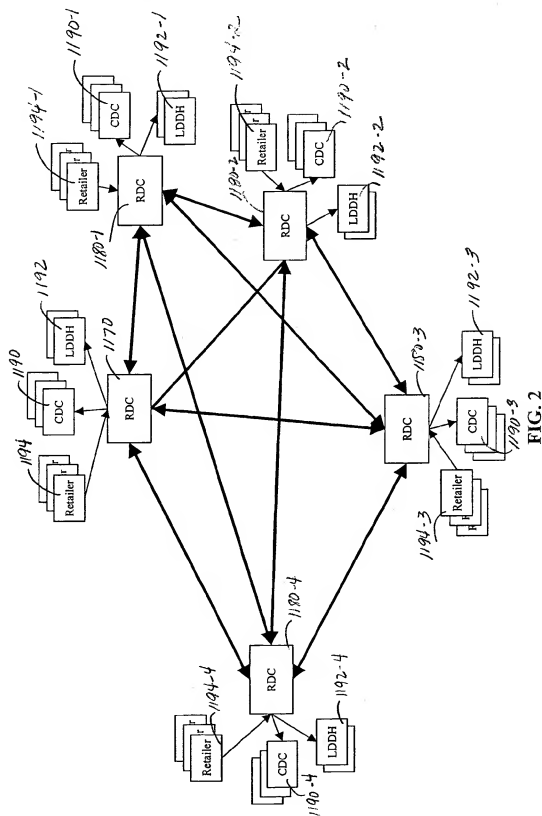 1190-1
1192-1
CDC
LDDH
1194-1
r
Retailer
RDC
1180-1
1194-2
r
Retailer
1190-2
CDC
1180-2
RDC
LDDH
1192-2
1192
LDDH
1190
CDC
1170
RDC
1194
r
Retailer
1180-3
RDC
1192-3
LDDH
CDC
1190-3
Retailer
R
R
1194-3
1180-4
RDC
1194-4
r
Retailer
1192-4
LDDH
CDC
1190-4
FIG. 2